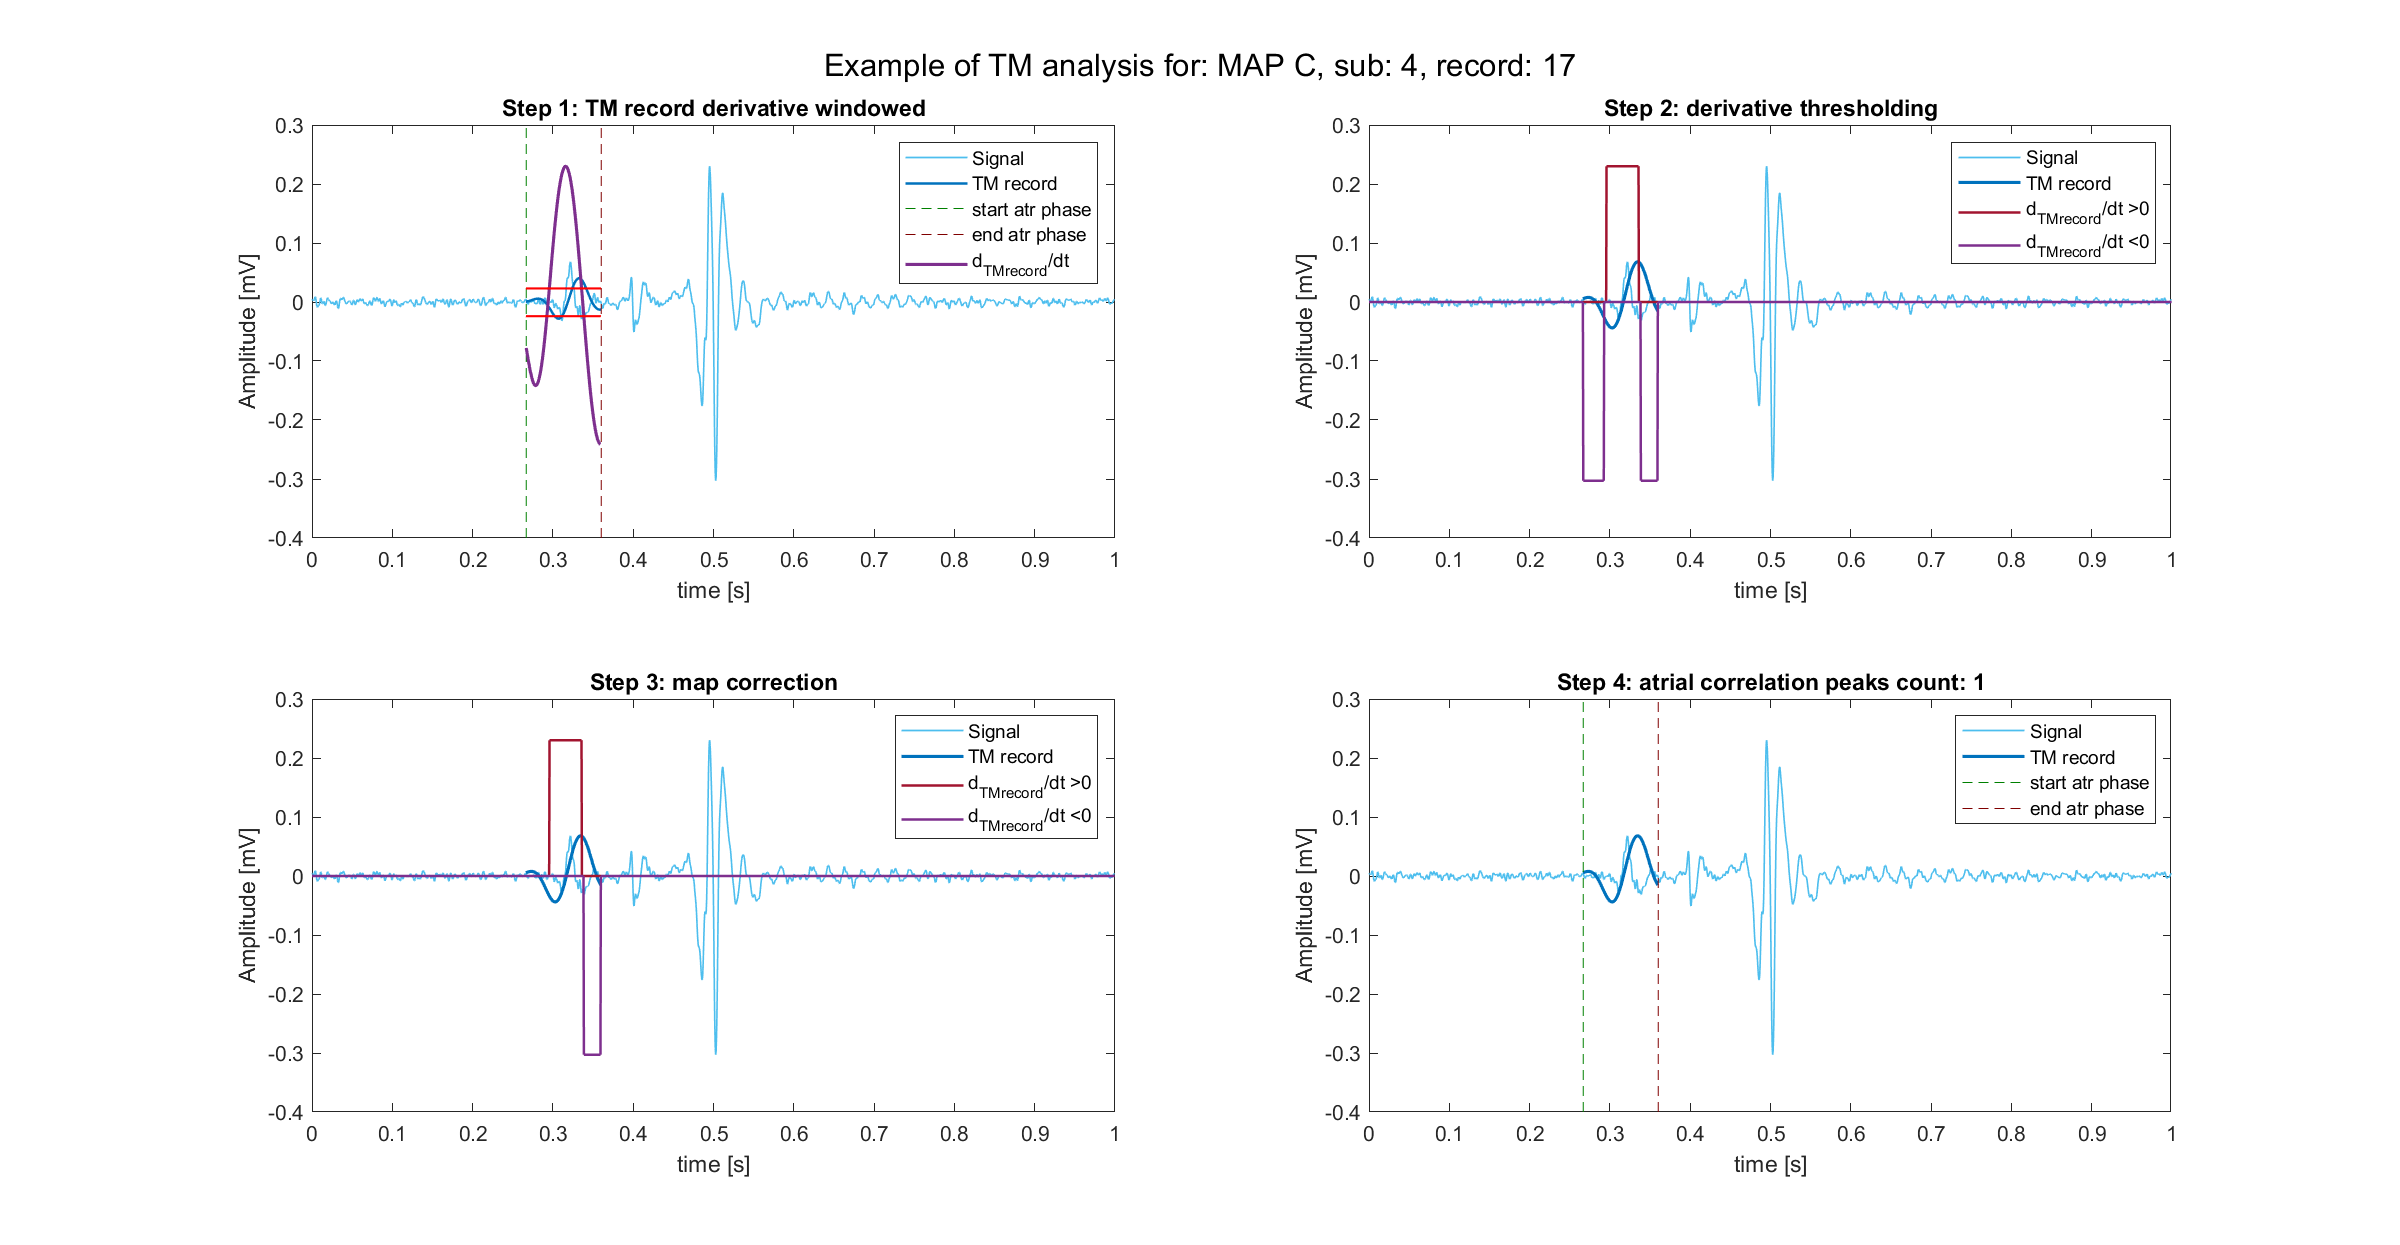 Example of TM analysis for: MAP C, sub: 4, record: 17
Step 1: TM record derivative windowed
0.3
0.2
0.1
0
-0.1
-0.2
-0.3
-0.4
Amplitude [mV]
0 0.1 0.2 0.3 0.4 0.5 0.6 0.7 0.8 0.9 1
time [s]
Signal
TM record
start atr phase
end atr phase
dTMrecord/dt
Step 2: derivative thresholding
0.3
0.2
0.1
0
-0.1
-0.2
-0.3
-0.4
Amplitude [mV]
0 0.1 0.2 0.3 0.4 0.5 0.6 0.7 0.8 0.9 1
time [s]
Signal
TM record
dTMrecord/dt >0
dTMrecord/dt <0
Step 3: map correction
0.3
0.2
0.1
0
-0.1
-0.2
-0.3
-0.4
Amplitude [mV]
0 0.1 0.2 0.3 0.4 0.5 0.6 0.7 0.8 0.9 1
time [s]
Signal
TM record
dTMrecord/dt >0
dTMrecord/dt <0
Step 4: atrial correlation peaks count: 1
0.3
0.2
0.1
0
-0.1
-0.2
-0.3
-0.4
Amplitude [mV]
0 0.1 0.2 0.3 0.4 0.5 0.6 0.7 0.8 0.9 1
time [s]
Signal
TM record
start atr phase
end atr phase